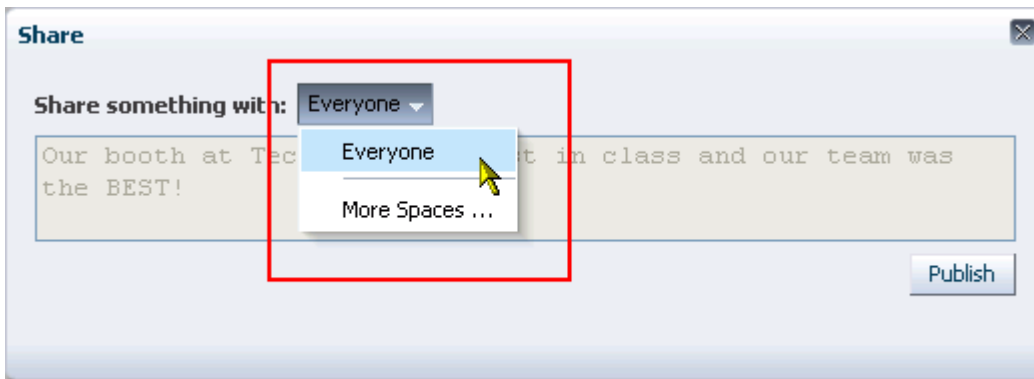 Share
Share something with: Everyone
Our booth at Tec in class and our team was
the BEST!
Everyone
More Spaces ...
Publish